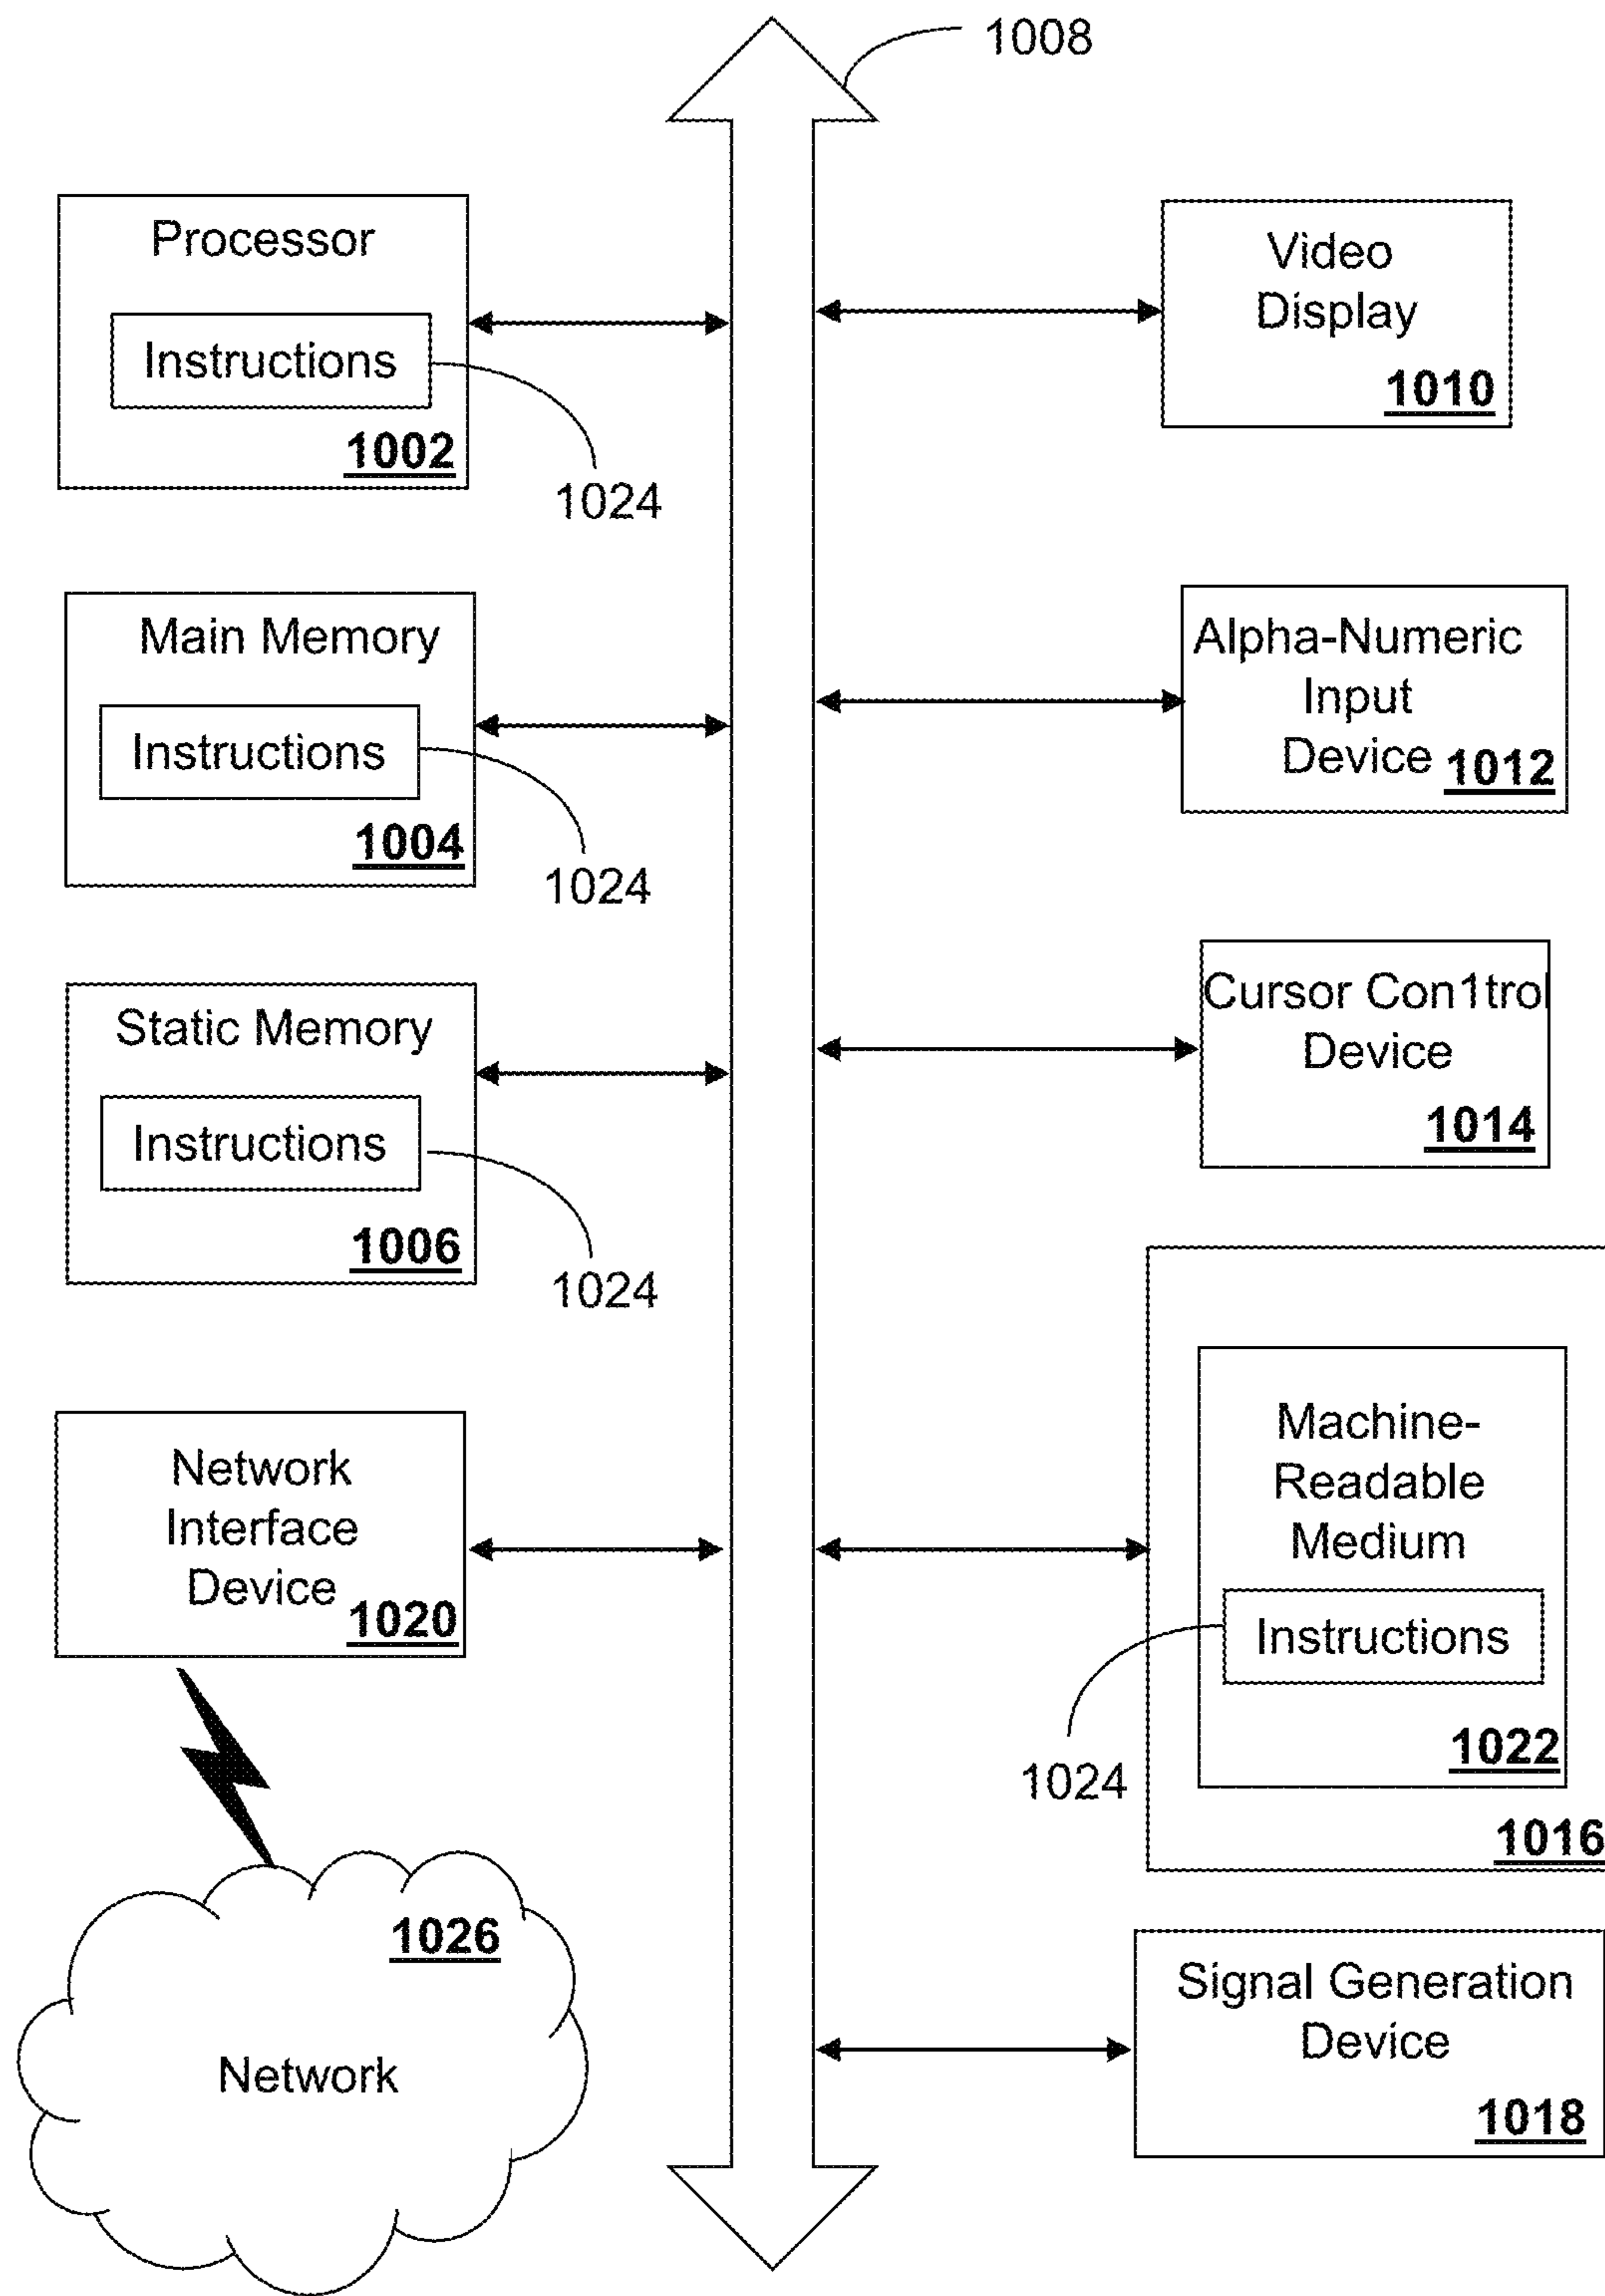 1008
Processor
Instructions
1002
1024
Main Memory
Instructions
1004
1024
Static Memory
Instructions
1006
1024
Network
Interface
Device
1020
1026
Network
Video
Display
1010
Alpha-Numeric
Input
Device 1012
Cursor Con1trol
Device
1014
Machine-
Readable
Medium
Instructions
1022
1024
1016
Signal Generation
Device
1018